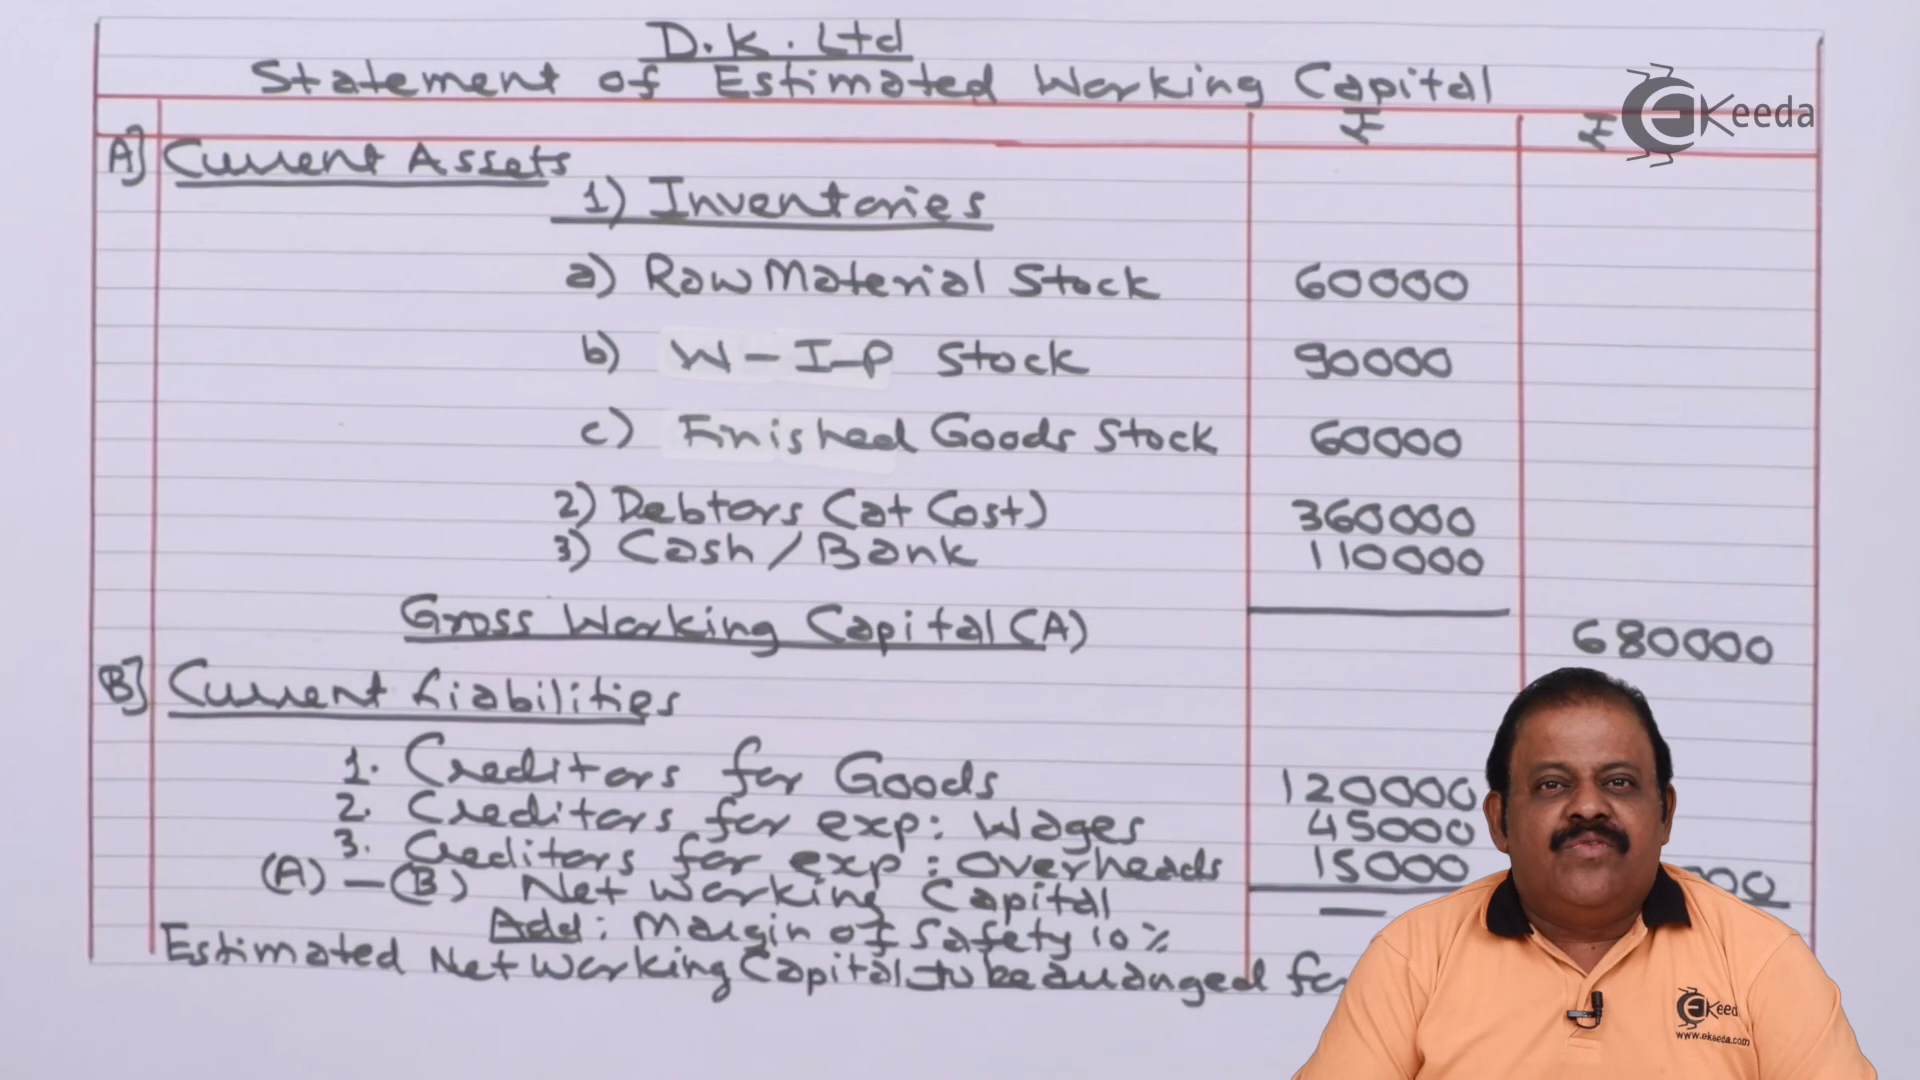 D.K. Ltd
Statement of Estimated Working Capital
₹ ₹
EKeeda
A] Current Assets
1) Inventories
a) Raw Material Stock 60000
b) W-I-P Stock 90000
c) Finished Goods Stock 60000
2) Debtors (at Cost) 360000
3) Cash / Bank 110000
Gross Working Capital (A) 680000
B] Current Liabilities
1. Creditors for Goods 120000
2. Creditors for exp: Wages 45000
3. Creditors for exp: Overheads 15000
(A) - (B) Net Working Capital
Add: Margin of Safety 10%
Estimated Net Working Capital to be arranged for
EKeeda
www.ekeeda.com